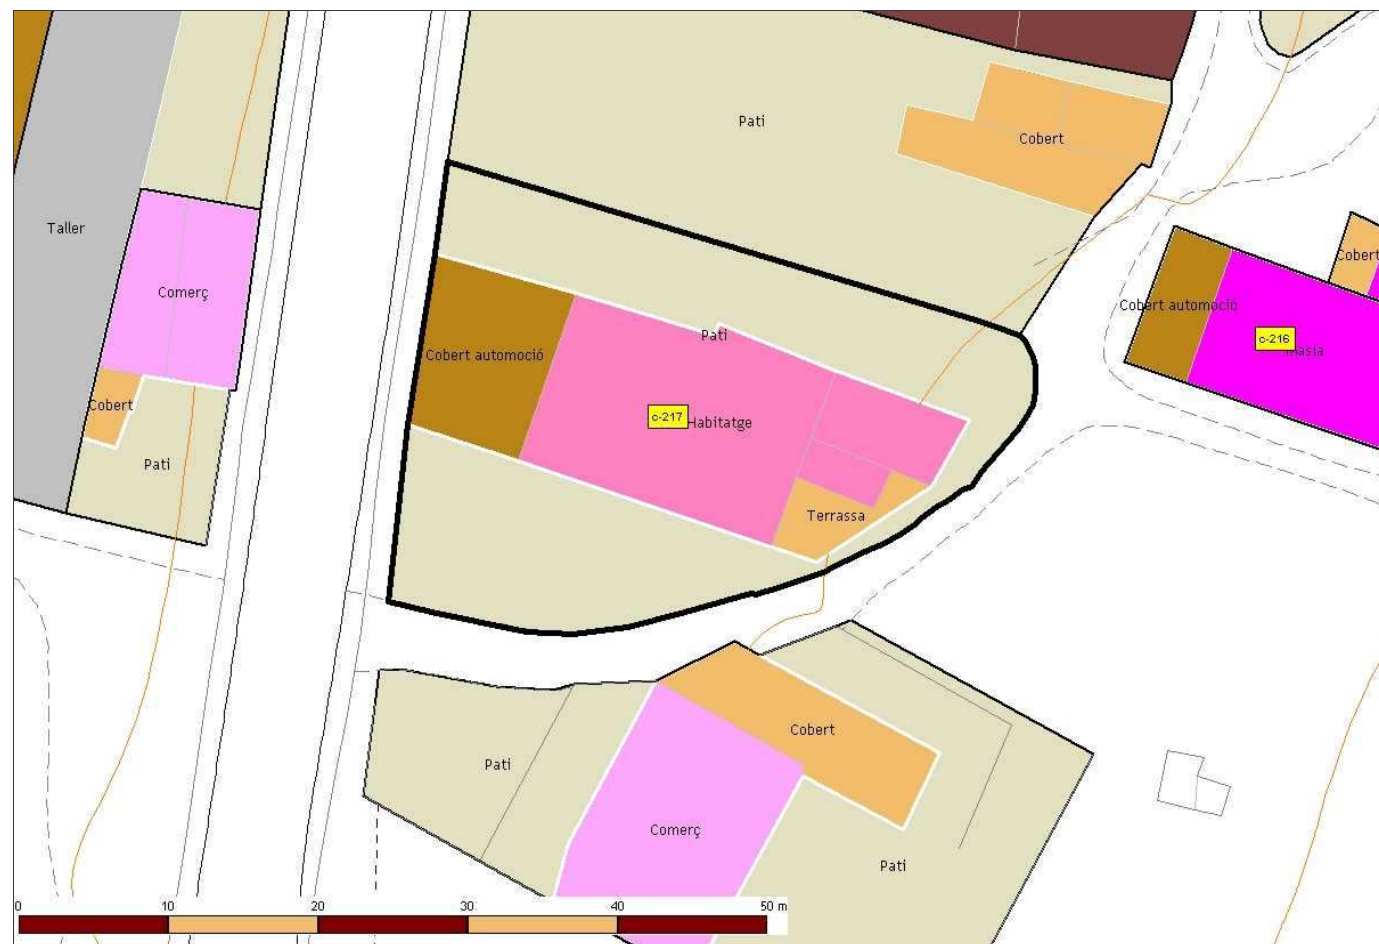 Pati
Cobert
Taller
Cobert
Comerç
Cobert automoció
Pati
c-216
Masia
Cobert automoció
Cobert
c-217
Habitatge
Pati
Terrassa
Cobert
Pati
Comerç
Pati
0 10 20 30 40 50 m